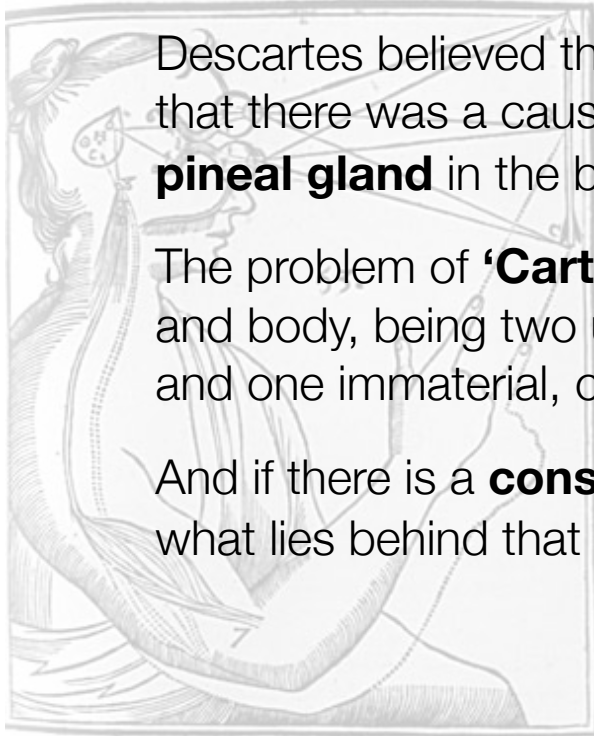 Descartes believed th
that there was a caus
pineal gland in the b
The problem of ‘Cart
and body, being two
and one immaterial,
And if there is a cons
what lies behind that